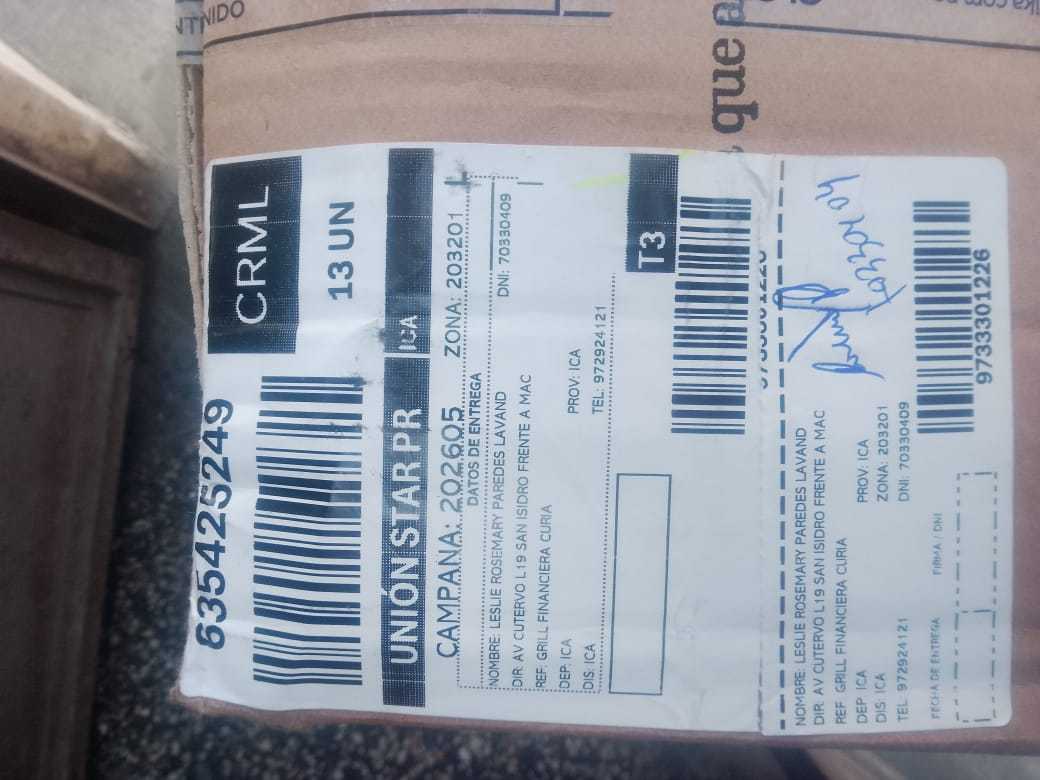 NTNIDO
que a
635425249
CRML
13 UN
UNIÓN STAR PR ICA
CAMPAÑA: 202605 ZONA: 203201
DATOS DE ENTREGA
NOMBRE: LESLIE ROSEMARY PAREDES LAVAND DNI: 70330409
DIR: AV CUTERVO L19 SAN ISIDRO FRENTE A MAC
REF. GRILL FINANCIERA CURIA
DEP: ICA PROV: ICA
DIS: ICA TEL: 972924121
T3
9733301226
NOMBRE: LESLIE ROSEMARY PAREDES LAVAND
DIR. AV CUTERVO L19 SAN ISIDRO FRENTE A MAC
REF GRILL FINANCIERA CURIA
DEP ICA PROV: ICA
DIS: ICA ZONA: 203201
TEL 972924121 DNI: 70330409
FECHA DE ENTREGA FIRMA / DNI
9733301226